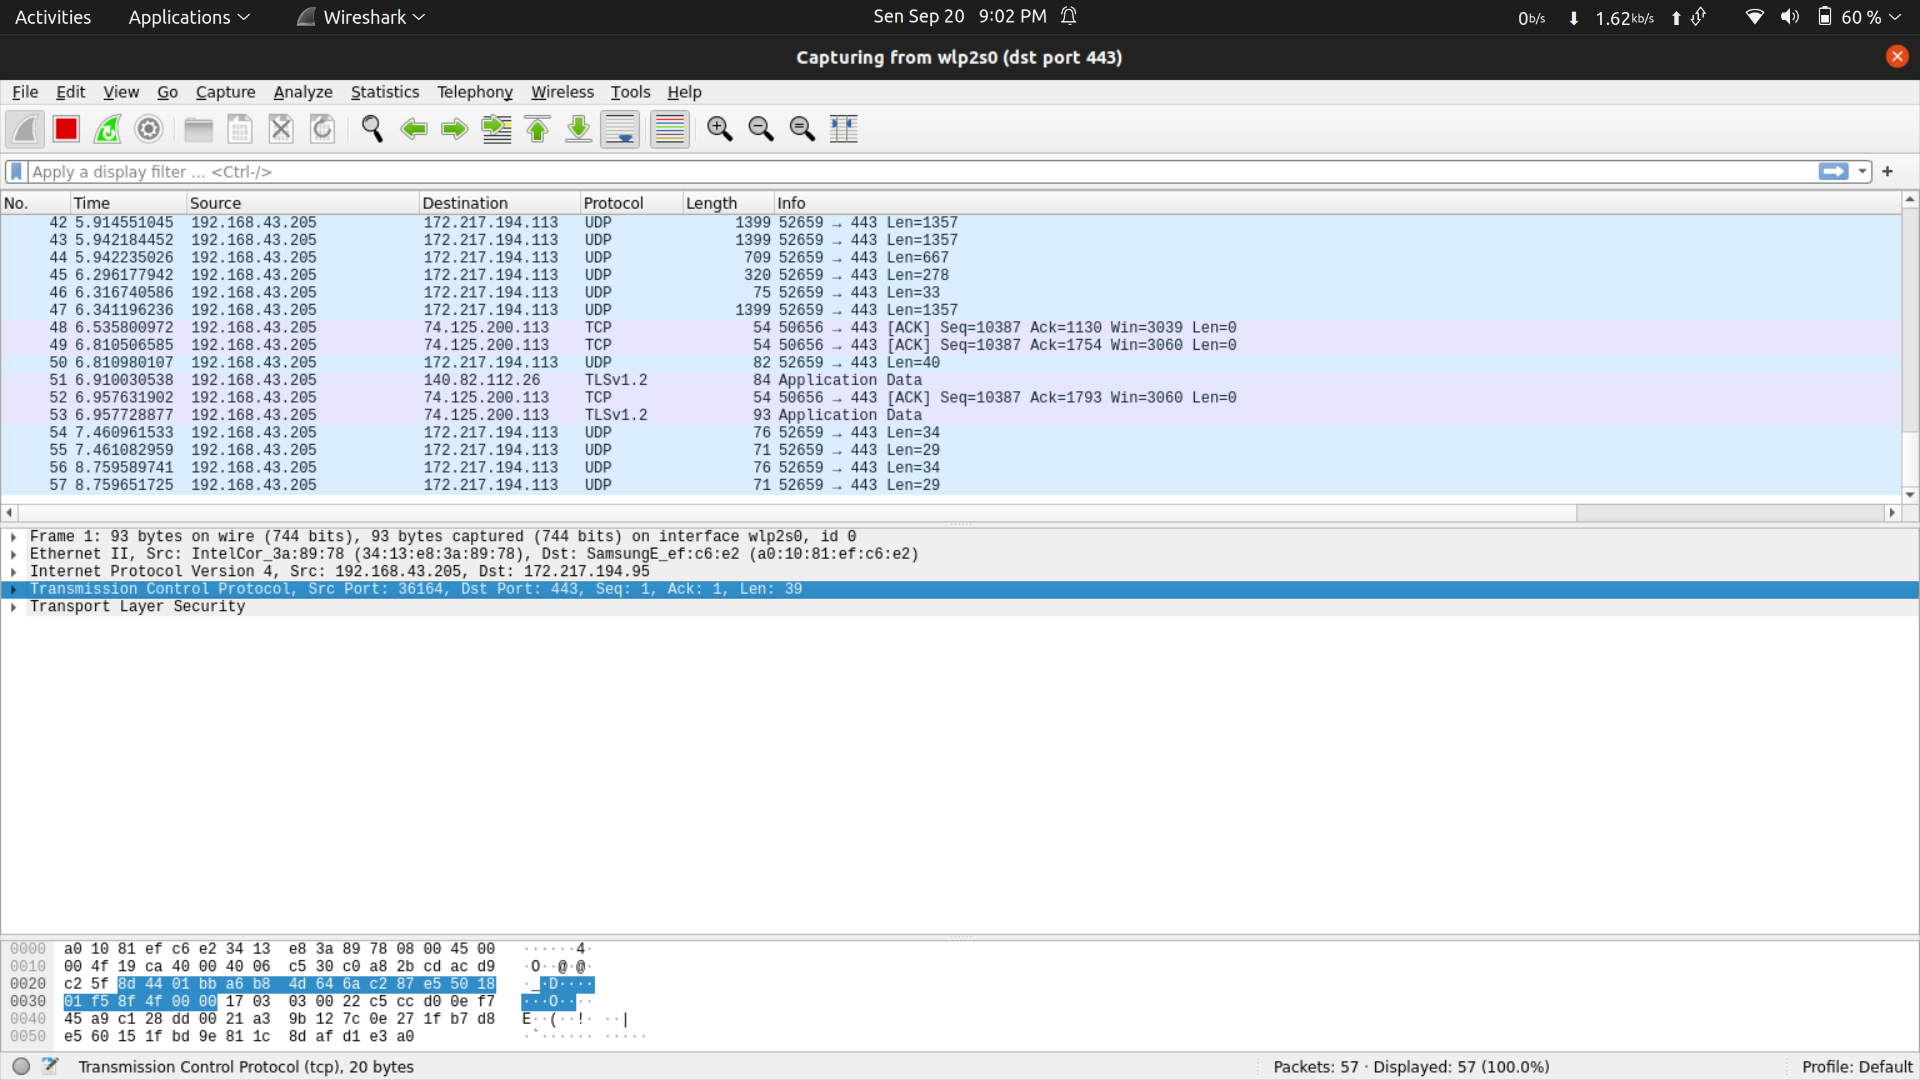 Activities Applications Wireshark Sen Sep 20 9:02 PM 0b/s 1.62kb/s 60 %
Capturing from wlp2s0 (dst port 443)
File Edit View Go Capture Analyze Statistics Telephony Wireless Tools Help
Apply a display filter … <Ctrl-/> +
No. Time Source Destination Protocol Length Info
42 5.914551045 192.168.43.205 172.217.194.113 UDP 1399 52659 → 443 Len=1357
43 5.942184452 192.168.43.205 172.217.194.113 UDP 1399 52659 → 443 Len=1357
44 5.942235026 192.168.43.205 172.217.194.113 UDP 709 52659 → 443 Len=667
45 6.296177942 192.168.43.205 172.217.194.113 UDP 320 52659 → 443 Len=278
46 6.316740586 192.168.43.205 172.217.194.113 UDP 75 52659 → 443 Len=33
47 6.341196236 192.168.43.205 172.217.194.113 UDP 1399 52659 → 443 Len=1357
48 6.535800972 192.168.43.205 74.125.200.113 TCP 54 50656 → 443 [ACK] Seq=10387 Ack=1130 Win=3039 Len=0
49 6.810506585 192.168.43.205 74.125.200.113 TCP 54 50656 → 443 [ACK] Seq=10387 Ack=1754 Win=3060 Len=0
50 6.810980107 192.168.43.205 172.217.194.113 UDP 82 52659 → 443 Len=40
51 6.910030538 192.168.43.205 140.82.112.26 TLSv1.2 84 Application Data
52 6.957631902 192.168.43.205 74.125.200.113 TCP 54 50656 → 443 [ACK] Seq=10387 Ack=1793 Win=3060 Len=0
53 6.957728877 192.168.43.205 74.125.200.113 TLSv1.2 93 Application Data
54 7.460961533 192.168.43.205 172.217.194.113 UDP 76 52659 → 443 Len=34
55 7.461082959 192.168.43.205 172.217.194.113 UDP 71 52659 → 443 Len=29
56 8.759589741 192.168.43.205 172.217.194.113 UDP 76 52659 → 443 Len=34
57 8.759651725 192.168.43.205 172.217.194.113 UDP 71 52659 → 443 Len=29
Frame 1: 93 bytes on wire (744 bits), 93 bytes captured (744 bits) on interface wlp2s0, id 0
Ethernet II, Src: IntelCor_3a:89:78 (34:13:e8:3a:89:78), Dst: SamsungE_ef:c6:e2 (a0:10:81:ef:c6:e2)
Internet Protocol Version 4, Src: 192.168.43.205, Dst: 172.217.194.95
Transmission Control Protocol, Src Port: 36164, Dst Port: 443, Seq: 1, Ack: 1, Len: 39
Transport Layer Security
0000 a0 10 81 ef c6 e2 34 13 e8 3a 89 78 08 00 45 00 ······4·
0010 00 4f 19 ca 40 00 40 06 c5 30 c0 a8 2b cd ac d9 ·O··@·@·
0020 c2 5f 8d 44 01 bb a6 b8 4d 64 6a c2 87 e5 50 18 ·_·D····
0030 01 f5 8f 4f 00 00 17 03 03 00 22 c5 cc d0 0e f7 ···O····
0040 45 a9 c1 28 dd 00 21 a3 9b 12 7c 0e 27 1f b7 d8 E··(··!· ··|
0050 e5 60 15 1f bd 9e 81 1c 8d af d1 e3 a0 ·`······ ·····
Transmission Control Protocol (tcp), 20 bytes Packets: 57 · Displayed: 57 (100.0%) Profile: Default